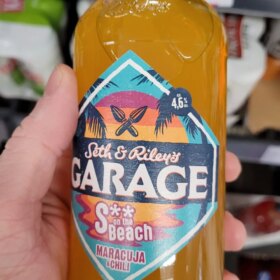 4,6%
Seth & Riley's
GARAGE
S**
on the
Beach
MARACUJA
& CHILI